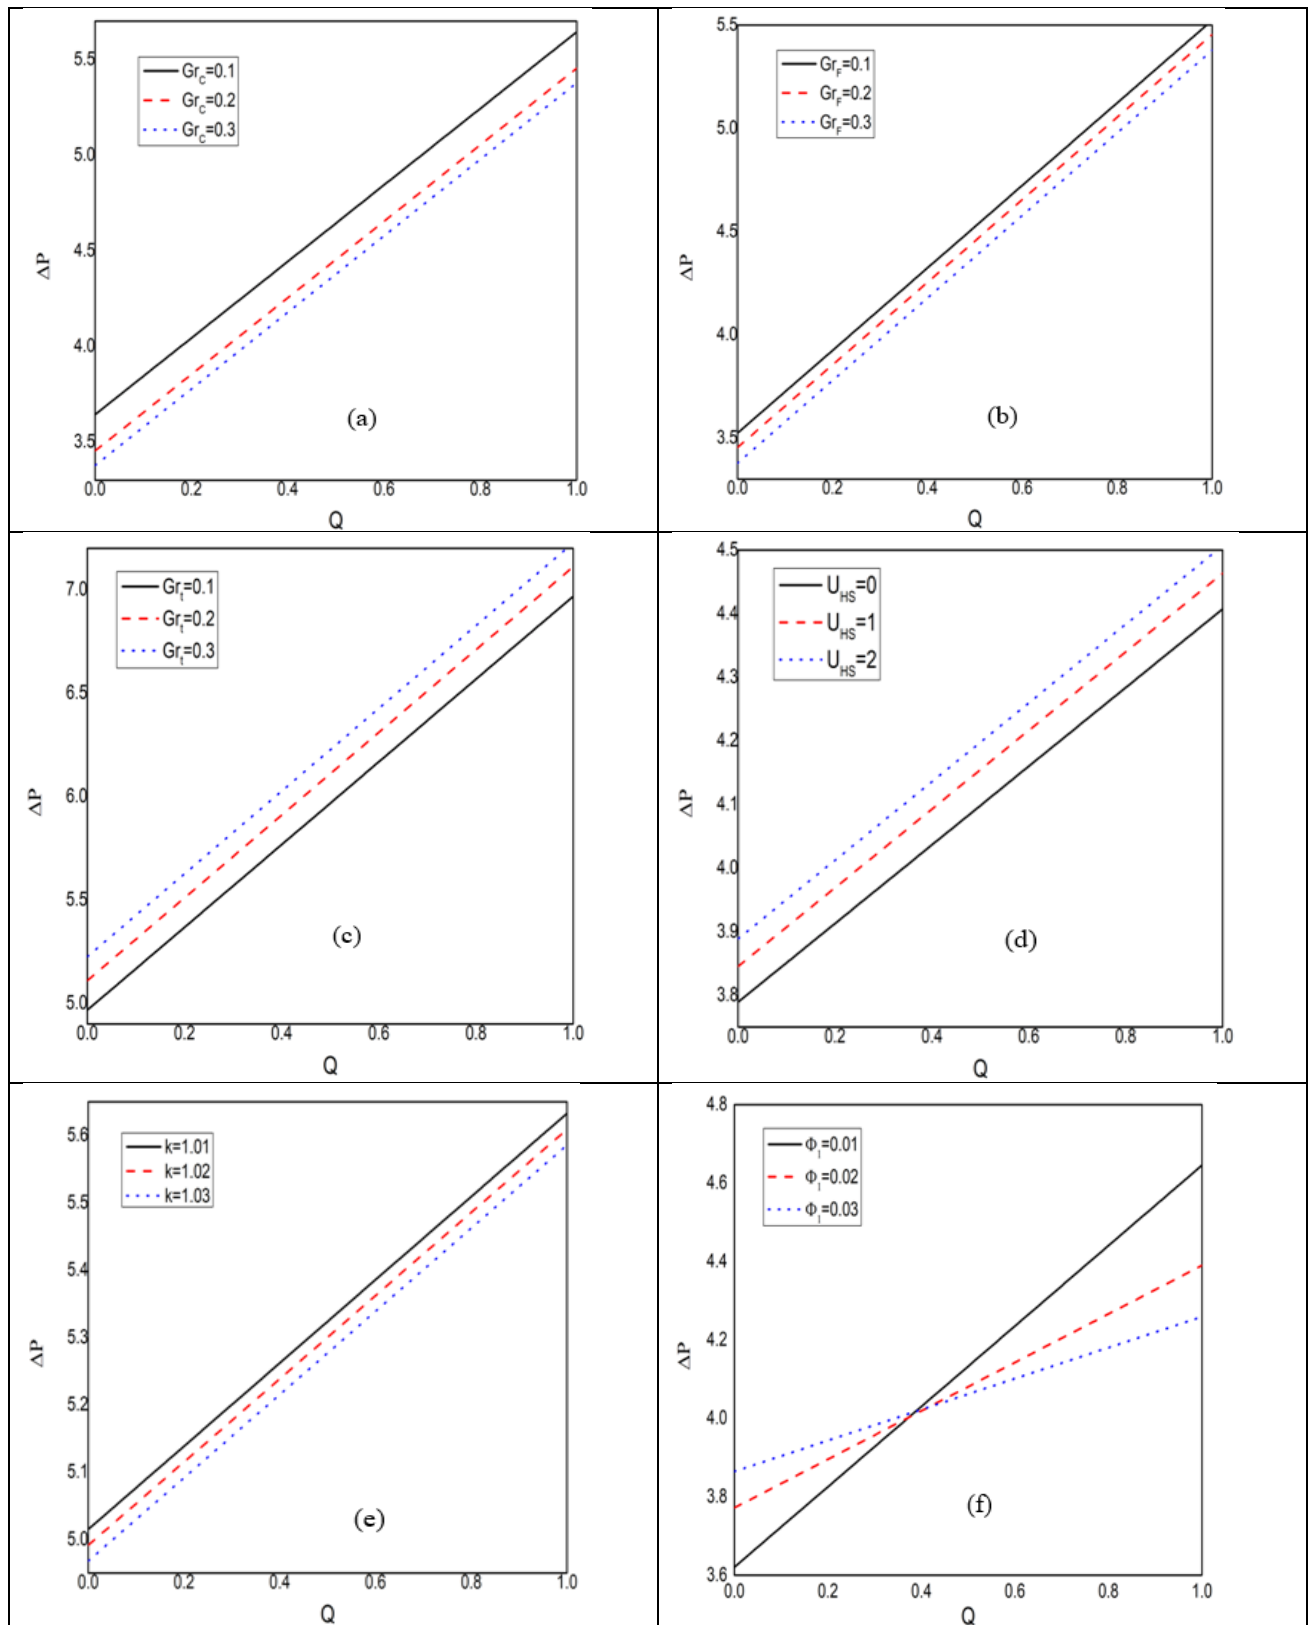 5.5
5.0
4.5
4.0
3.5
ΔP
Gr_C=0.1
Gr_C=0.2
Gr_C=0.3
(a)
0.0 0.2 0.4 0.6 0.8 1.0
Q
5.5
5.0
4.5
4.0
3.5
ΔP
Gr_F=0.1
Gr_F=0.2
Gr_F=0.3
(b)
0.0 0.2 0.4 0.6 0.8 1.0
Q
7.0
6.5
6.0
5.5
5.0
ΔP
Gr_t=0.1
Gr_t=0.2
Gr_t=0.3
(c)
0.0 0.2 0.4 0.6 0.8 1.0
Q
4.5
4.4
4.3
4.2
4.1
4.0
3.9
3.8
ΔP
U_HS=0
U_HS=1
U_HS=2
(d)
0.0 0.2 0.4 0.6 0.8 1.0
Q
5.6
5.5
5.4
5.3
5.2
5.1
5.0
ΔP
k=1.01
k=1.02
k=1.03
(e)
0.0 0.2 0.4 0.6 0.8 1.0
Q
4.8
4.6
4.4
4.2
4.0
3.8
3.6
ΔP
Φ_1=0.01
Φ_1=0.02
Φ_1=0.03
(f)
0.0 0.2 0.4 0.6 0.8 1.0
Q